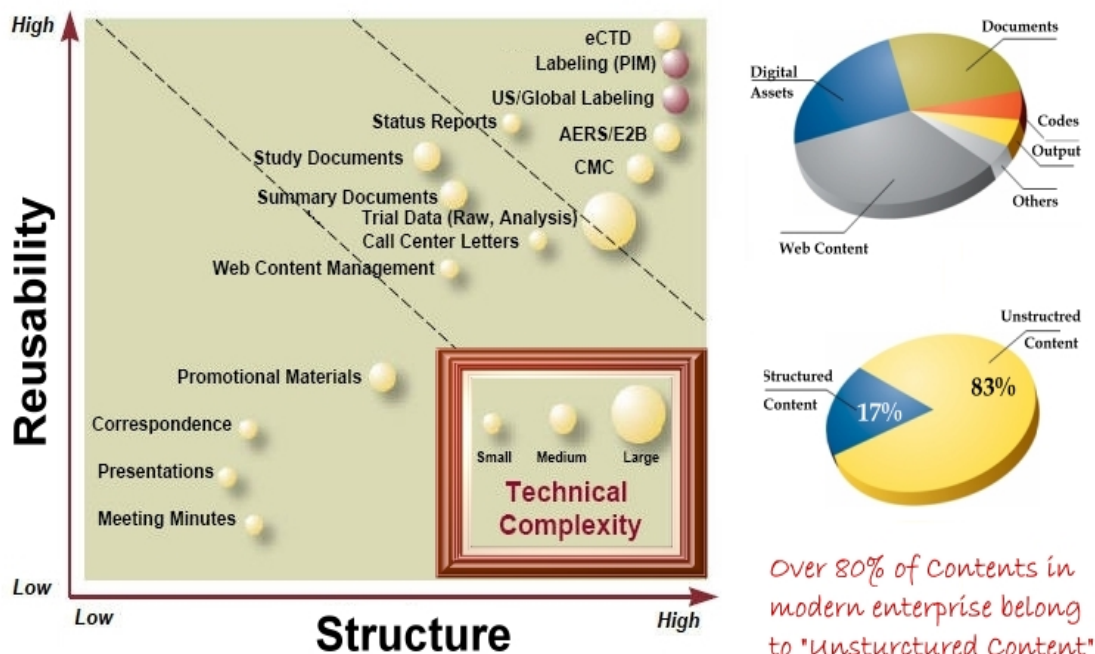 High
Reusability
Low
Low
Structure
High
eCTD
Labeling (PIM)
US/Global Labeling
Status Reports
AERS/E2B
Study Documents
CMC
Summary Documents
Trial Data (Raw, Analysis)
Call Center Letters
Web Content Management
Promotional Materials
Correspondence
Presentations
Meeting Minutes
Small
Medium
Large
Technical
Complexity
Documents
Digital
Assets
Codes
Output
Others
Web Content
Unstructred
Content
83%
Structured
Content
17%
Over 80% of Contents in
modern enterprise belong
to "Unsturctured Content"